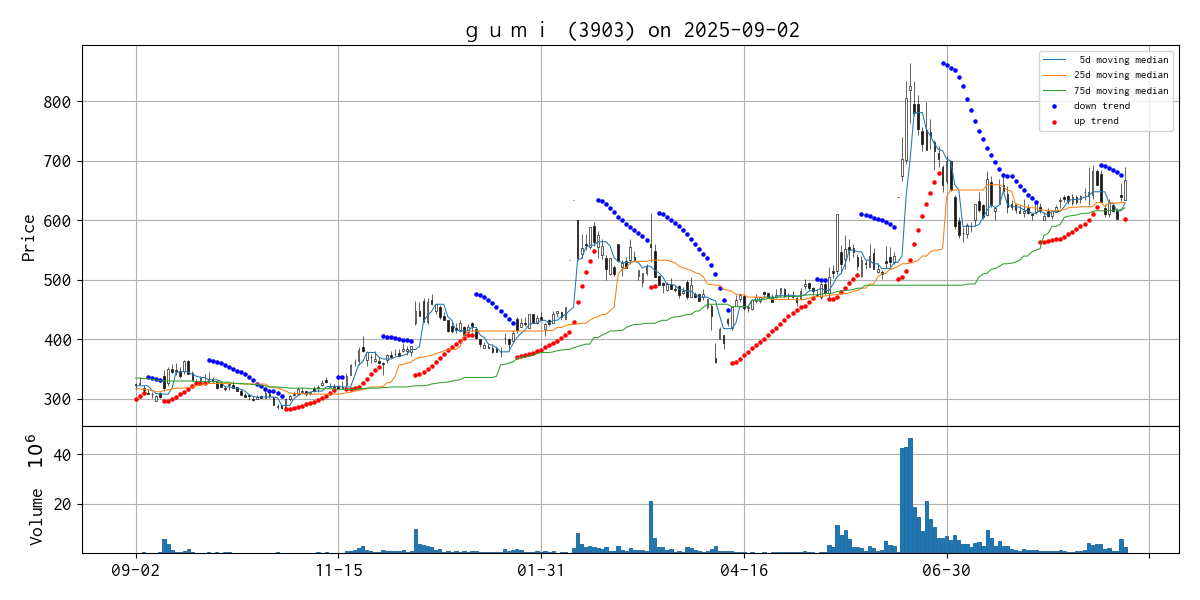 ｇｕｍｉ (3903) on 2025-09-02
5d moving median
25d moving median
75d moving median
down trend
up trend
Price
800
700
600
500
400
300
Volume 10^6
40
20
09-02
11-15
01-31
04-16
06-30